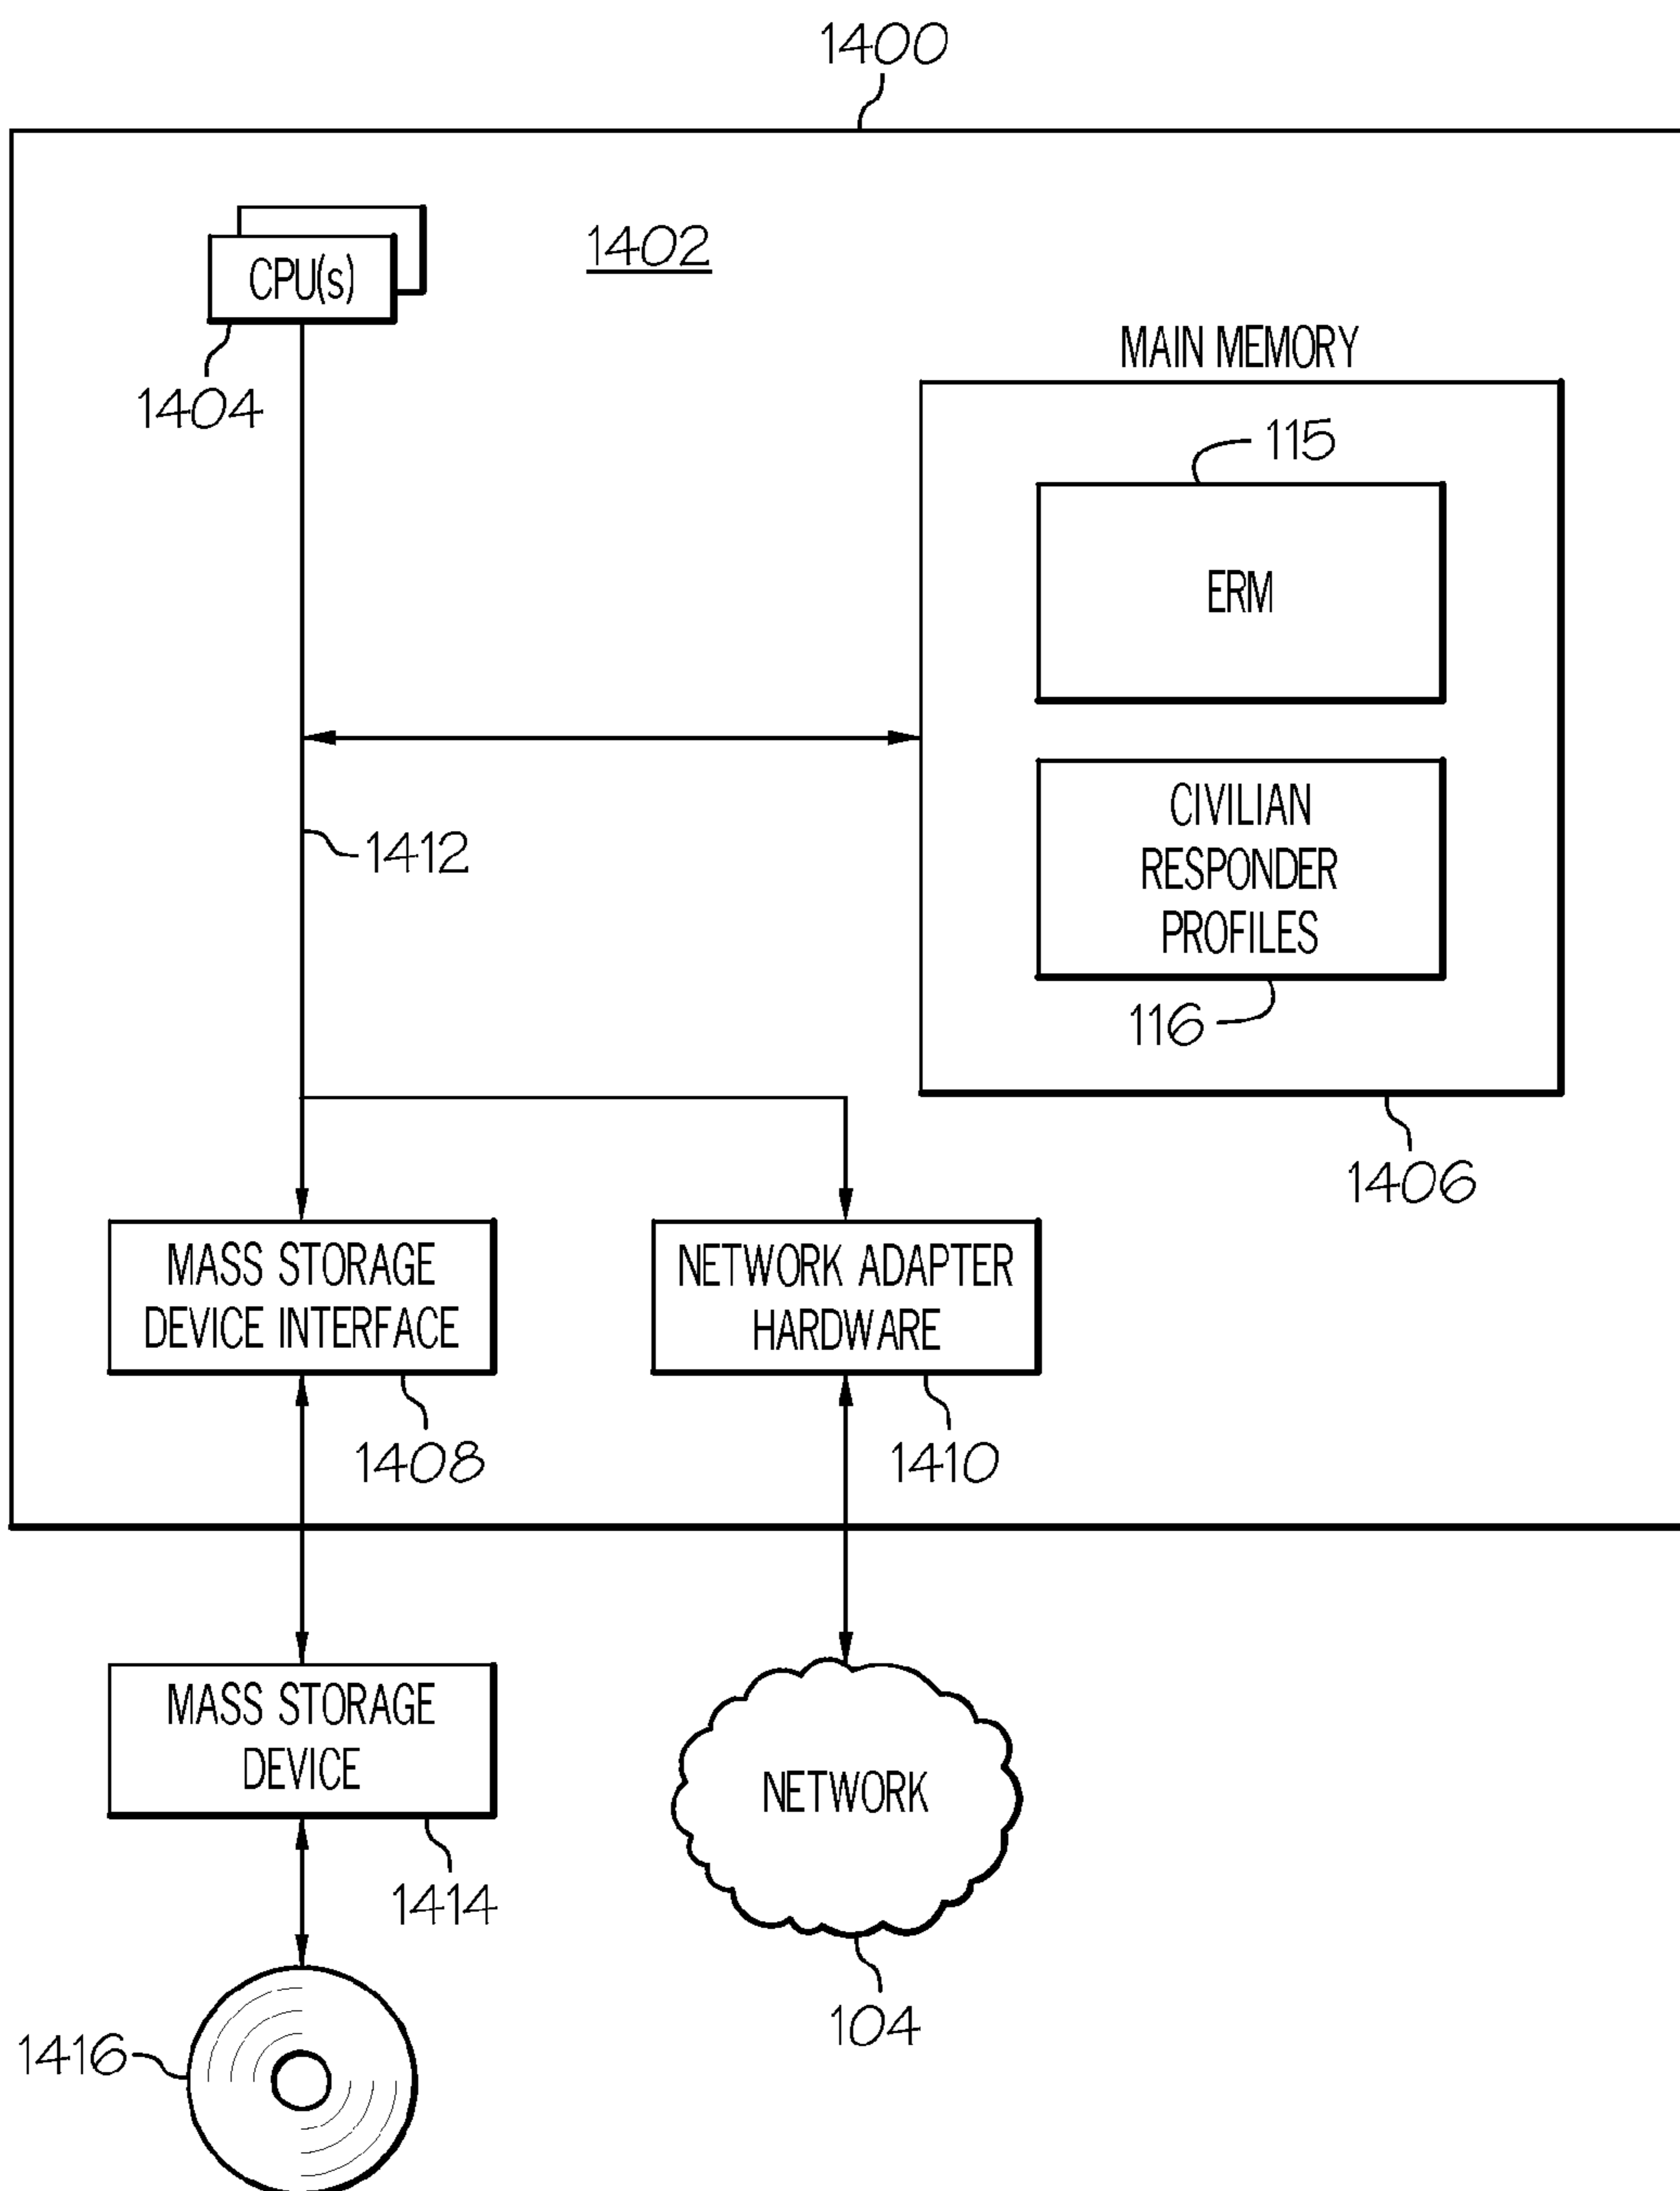 1400
CPU(s)
1402
1404
MAIN MEMORY
115
ERM
CIVILIAN
RESPONDER
PROFILES
116
1412
1406
MASS STORAGE
DEVICE INTERFACE
NETWORK ADAPTER
HARDWARE
1408
1410
MASS STORAGE
DEVICE
NETWORK
1414
104
1416